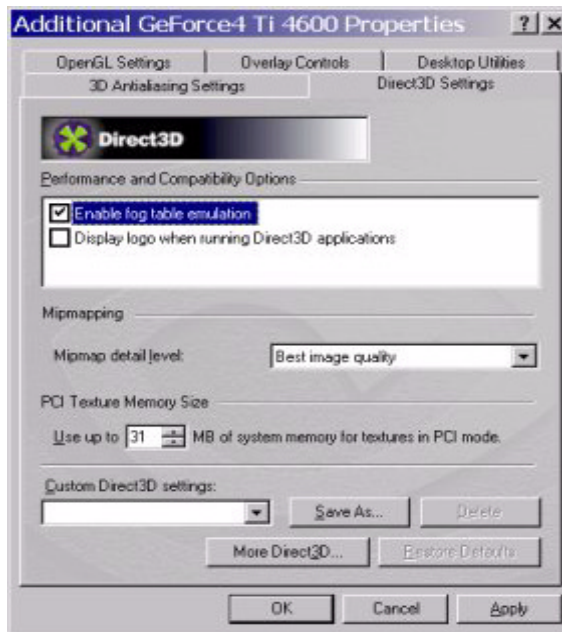 Additional GeForce4 Ti 4600 Properties
OpenGL Settings Overlay Controls Desktop Utilities
3D Antialiasing Settings Direct3D Settings
Direct3D
Performance and Compatibility Options
Enable fog table emulation
Display logo when running Direct3D applications
Mipmapping
Mipmap detail level: Best image quality
PCI Texture Memory Size
Use up to 31 MB of system memory for textures in PCI mode.
Custom Direct3D settings:
Save As... Delete
More Direct3D... Restore Defaults
OK Cancel Apply